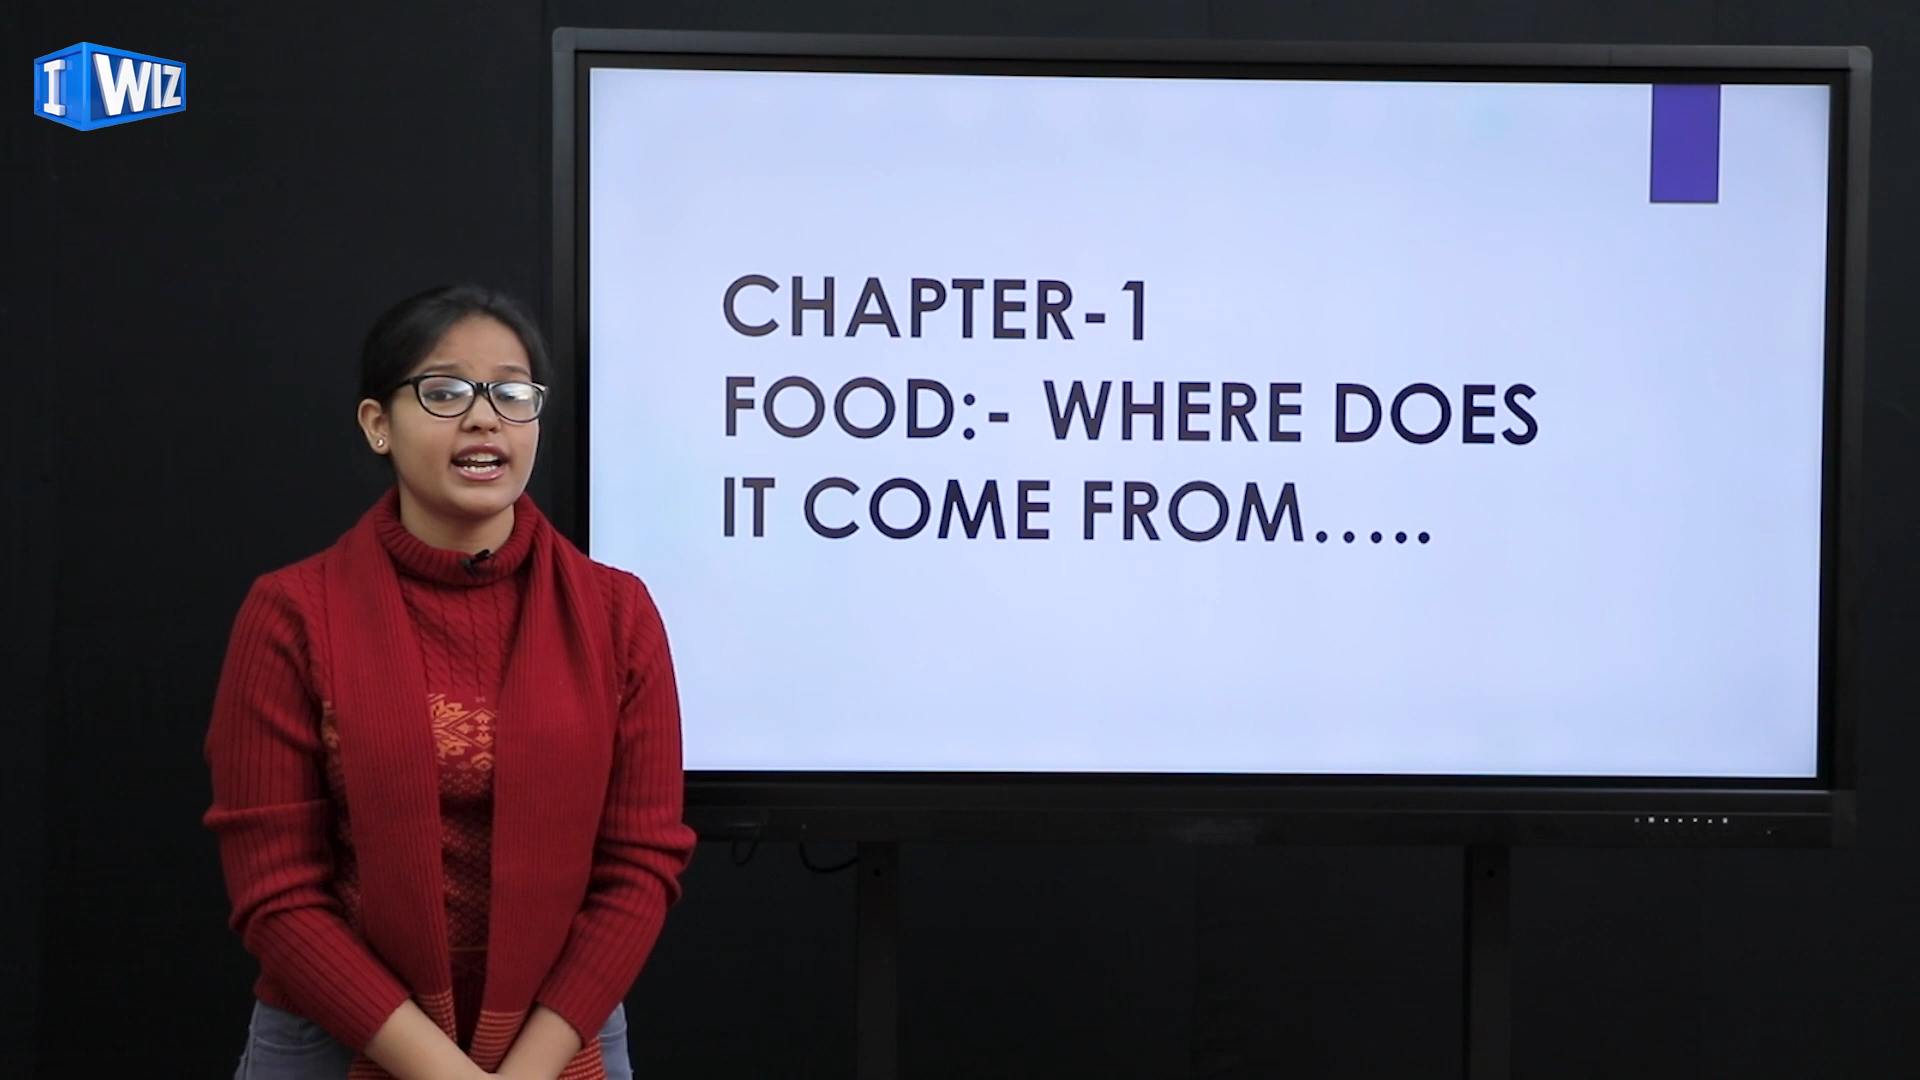 I WIZ
CHAPTER-1
FOOD:- WHERE DOES
IT COME FROM.....